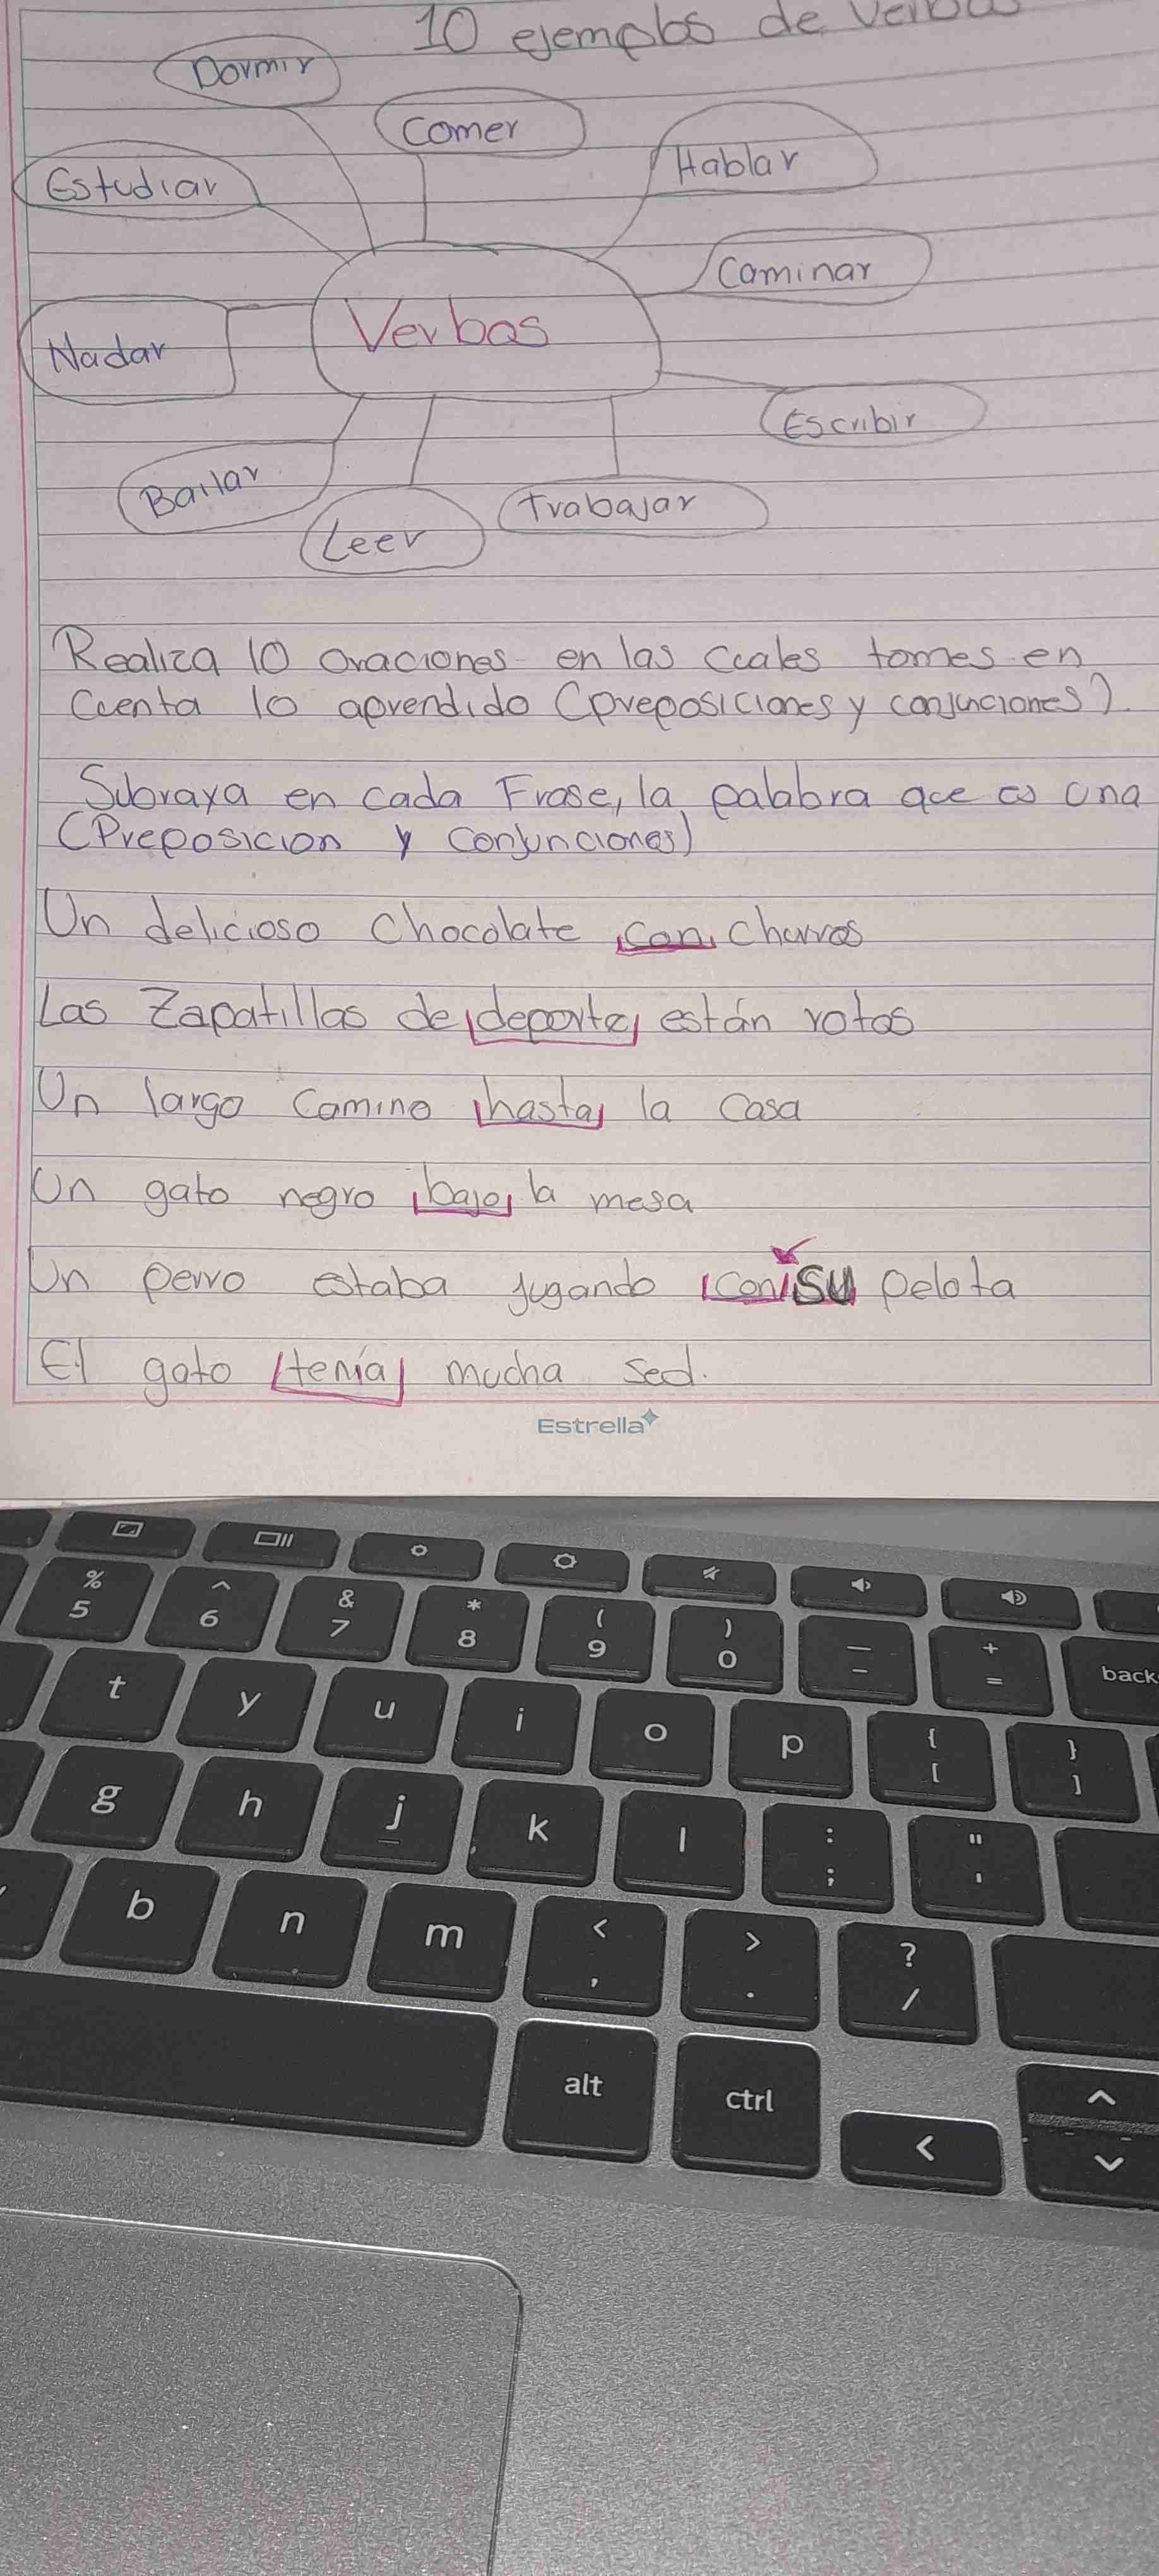 10 ejemplos de Verbos
Dormir
Comer
Hablar
Estudiar
Caminar
Verbos
Nadar
Escribir
Bailar
Trabajar
Leer
Realiza 10 oraciones en las cuales tomes en
Cuenta lo aprendido (preposiciones y conjunciones).
Subraya en cada Frase, la palabra que es una
(Preposicion y conjunciones)
Un delicioso Chocolate con churros
Las Zapatillas de deporte están rotas
Un largo Camino hasta la Casa
Un gato negro bajo la mesa
Un perro estaba jugando con su pelota
El gato tenía mucha sed.
Estrella
% & * ( ) — +
5 6 7 8 9 0 - = back
t y u i o p { [ } ]
g h j k l : ; " '
b n m < , > . ? /
alt ctrl